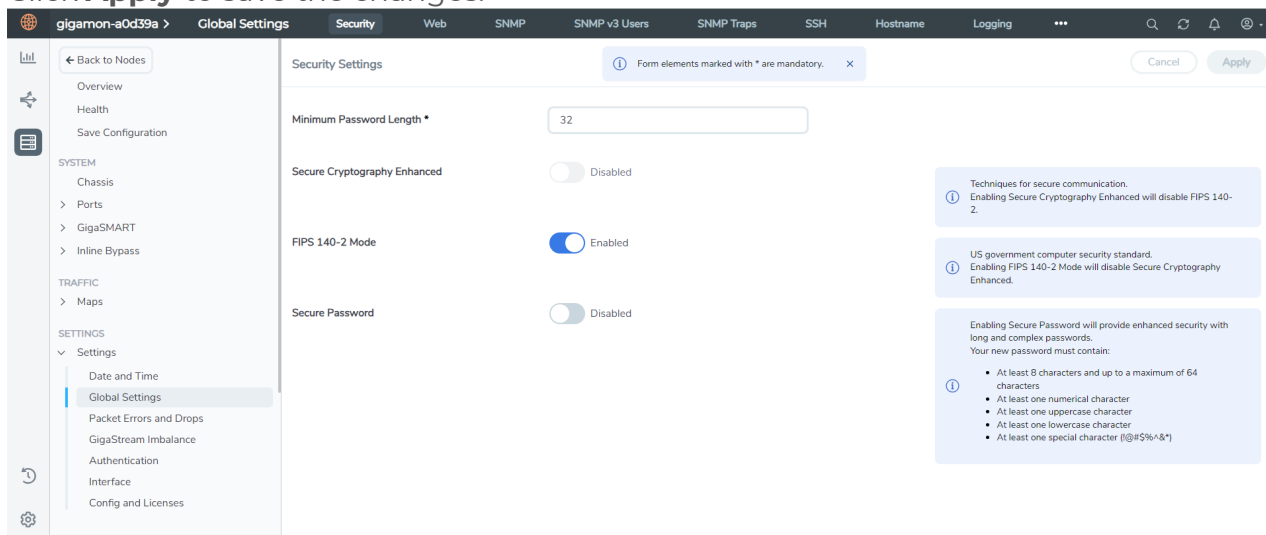 gigamon-a0d39a >
Global Settings
Security
Web
SNMP
SNMP v3 Users
SNMP Traps
SSH
Hostname
Logging
•••
← Back to Nodes
Overview
Health
Save Configuration
SYSTEM
Chassis
> Ports
> GigaSMART
> Inline Bypass
TRAFFIC
> Maps
SETTINGS
Settings
Date and Time
Global Settings
Packet Errors and Drops
GigaStream Imbalance
Authentication
Interface
Config and Licenses
Security Settings
Form elements marked with * are mandatory.
Cancel
Apply
Minimum Password Length *
32
Secure Cryptography Enhanced
Disabled
Techniques for secure communication.
Enabling Secure Cryptography Enhanced will disable FIPS 140-
2.
FIPS 140-2 Mode
Enabled
US government computer security standard.
Enabling FIPS 140-2 Mode will disable Secure Cryptography
Enhanced.
Secure Password
Disabled
Enabling Secure Password will provide enhanced security with
long and complex passwords.
Your new password must contain:
• At least 8 characters and up to a maximum of 64
characters
• At least one numerical character
• At least one uppercase character
• At least one lowercase character
• At least one special character (!@#$%^&*)